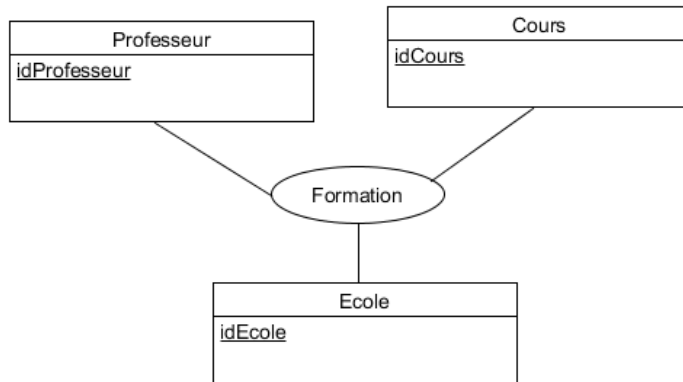 Professeur
idProfesseur
Cours
idCours
Formation
Ecole
idEcole